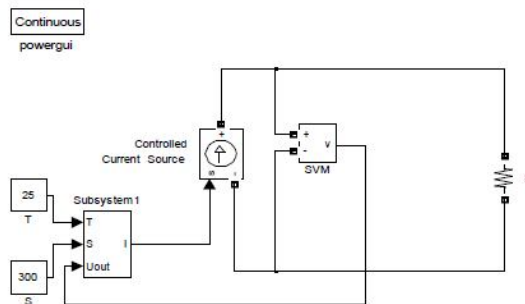 Continuous
powergui
Controlled
Current Source
+
s
-
+
-
v
SVM
25
T
Subsystem1
T
S
I
Uout
300
S